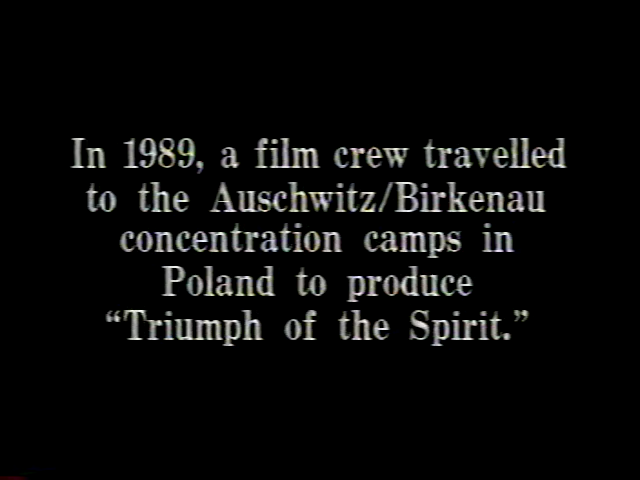 In 1989, a film crew travelled
to the Auschwitz/Birkenau
concentration camps in
Poland to produce
“Triumph of the Spirit.”